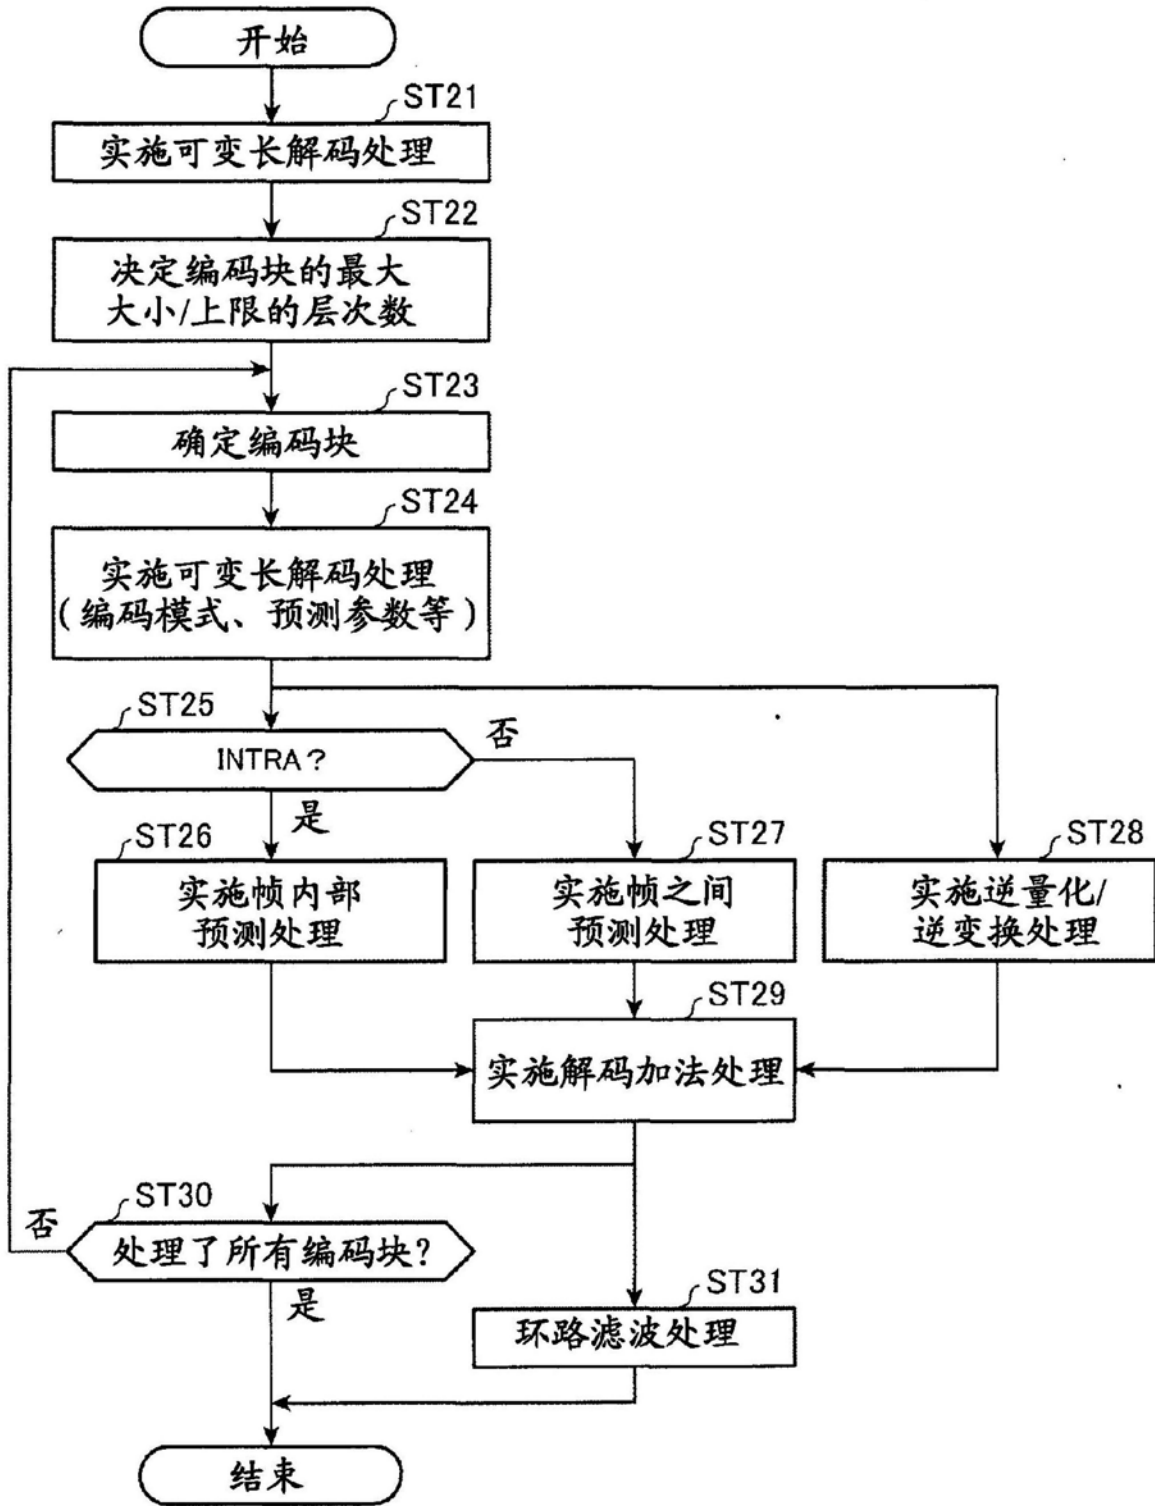 开始
ST21
实施可变长解码处理
ST22
决定编码块的最大
大小/上限的层次数
ST23
确定编码块
ST24
实施可变长解码处理
(编码模式、预测参数等)
ST25
INTRA?
否
是
ST26
实施帧内部
预测处理
ST27
实施帧之间
预测处理
ST28
实施逆量化/
逆变换处理
ST29
实施解码加法处理
ST30
否
处理了所有编码块?
是
ST31
环路滤波处理
结束